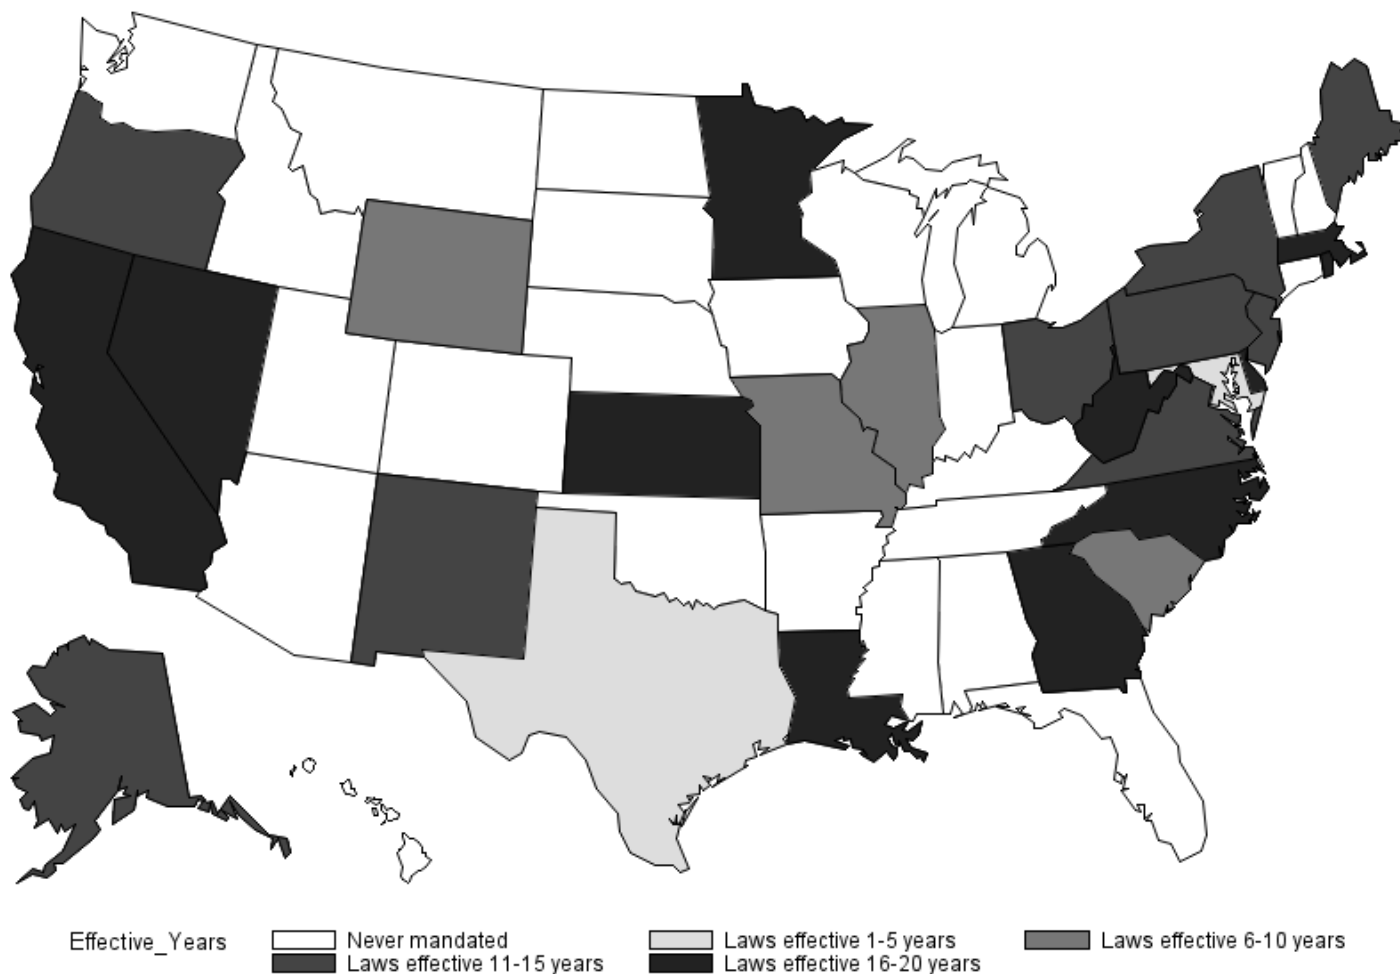 Effective_Years Never mandated Laws effective 1-5 years Laws effective 6-10 years
Laws effective 11-15 years Laws effective 16-20 years